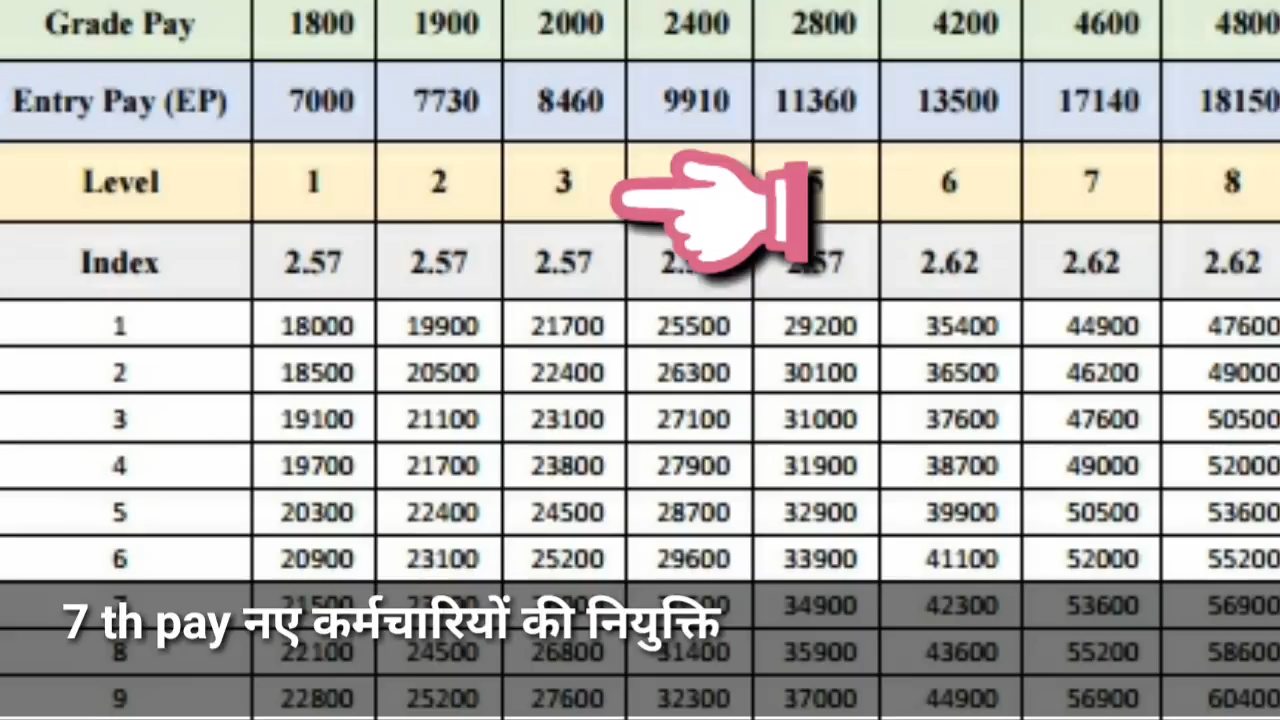 Grade Pay 1800 1900 2000 2400 2800 4200 4600 4800
Entry Pay (EP) 7000 7730 8460 9910 11360 13500 17140 18150
Level 1 2 3 5 6 7 8
Index 2.57 2.57 2.57 2.62 2.62 2.62
1 18000 19900 21700 25500 29200 35400 44900 47600
2 18500 20500 22400 26300 30100 36500 46200 49000
3 19100 21100 23100 27100 31000 37600 47600 50500
4 19700 21700 23800 27900 31900 38700 49000 52000
5 20300 22400 24500 28700 32900 39900 50500 53600
6 20900 23100 25200 29600 33900 41100 52000 55200
34900 42300 53600 56900
7 th pay नए कर्मचारियों की नियुक्ति
8 22100 24500 26800 31400 35900 43600 55200 58600
9 22800 25200 27600 32300 37000 44900 56900 60400